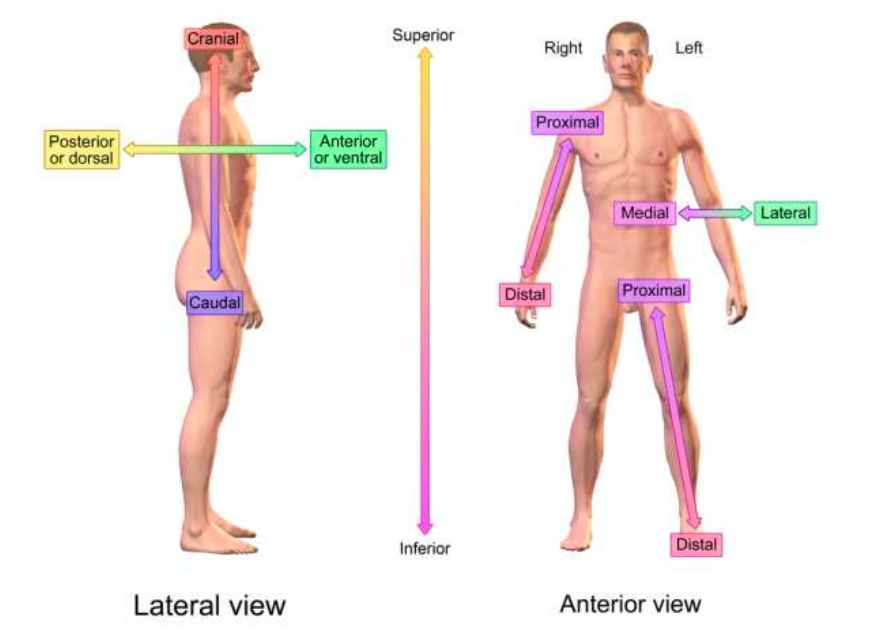 Cranial
Superior
Right
Left
Proximal
Posterior
or dorsal
Anterior
or ventral
Medial
Lateral
Caudal
Distal
Proximal
Inferior
Distal
Lateral view
Anterior view